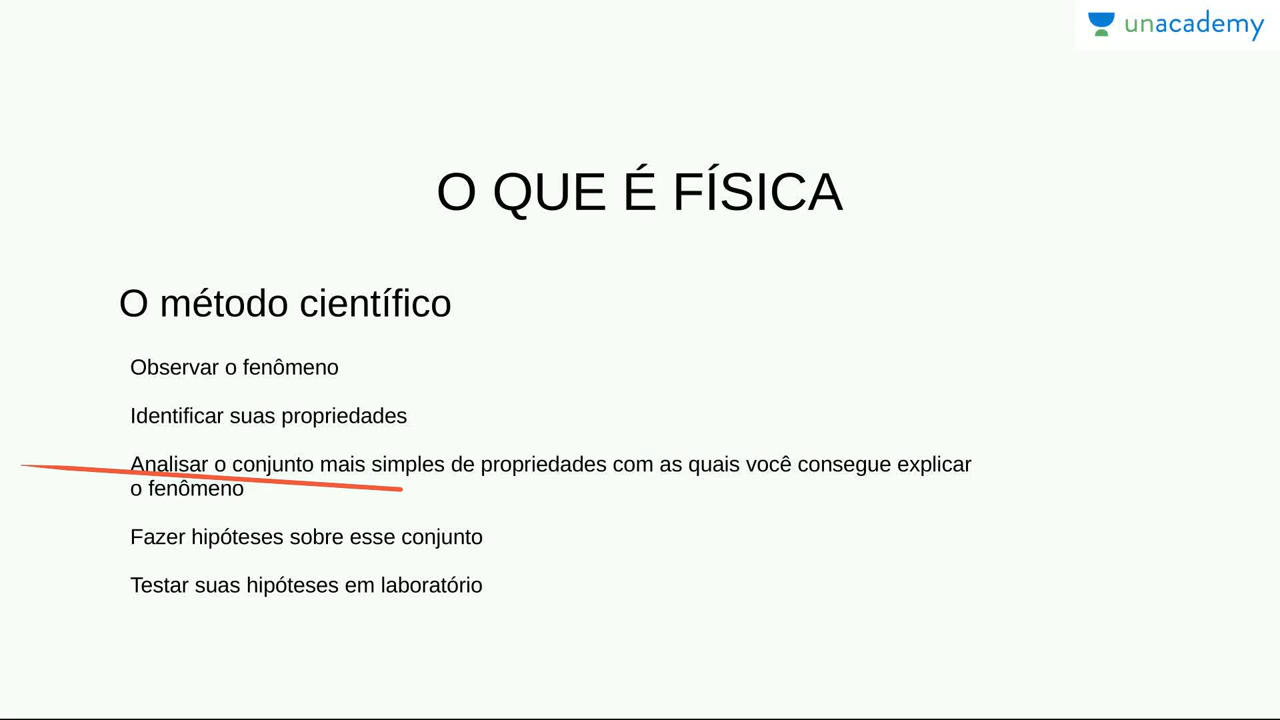 unacademy
O QUE É FÍSICA
O método científico
Observar o fenômeno
Identificar suas propriedades
Analisar o conjunto mais simples de propriedades com as quais você consegue explicar
o fenômeno
Fazer hipóteses sobre esse conjunto
Testar suas hipóteses em laboratório